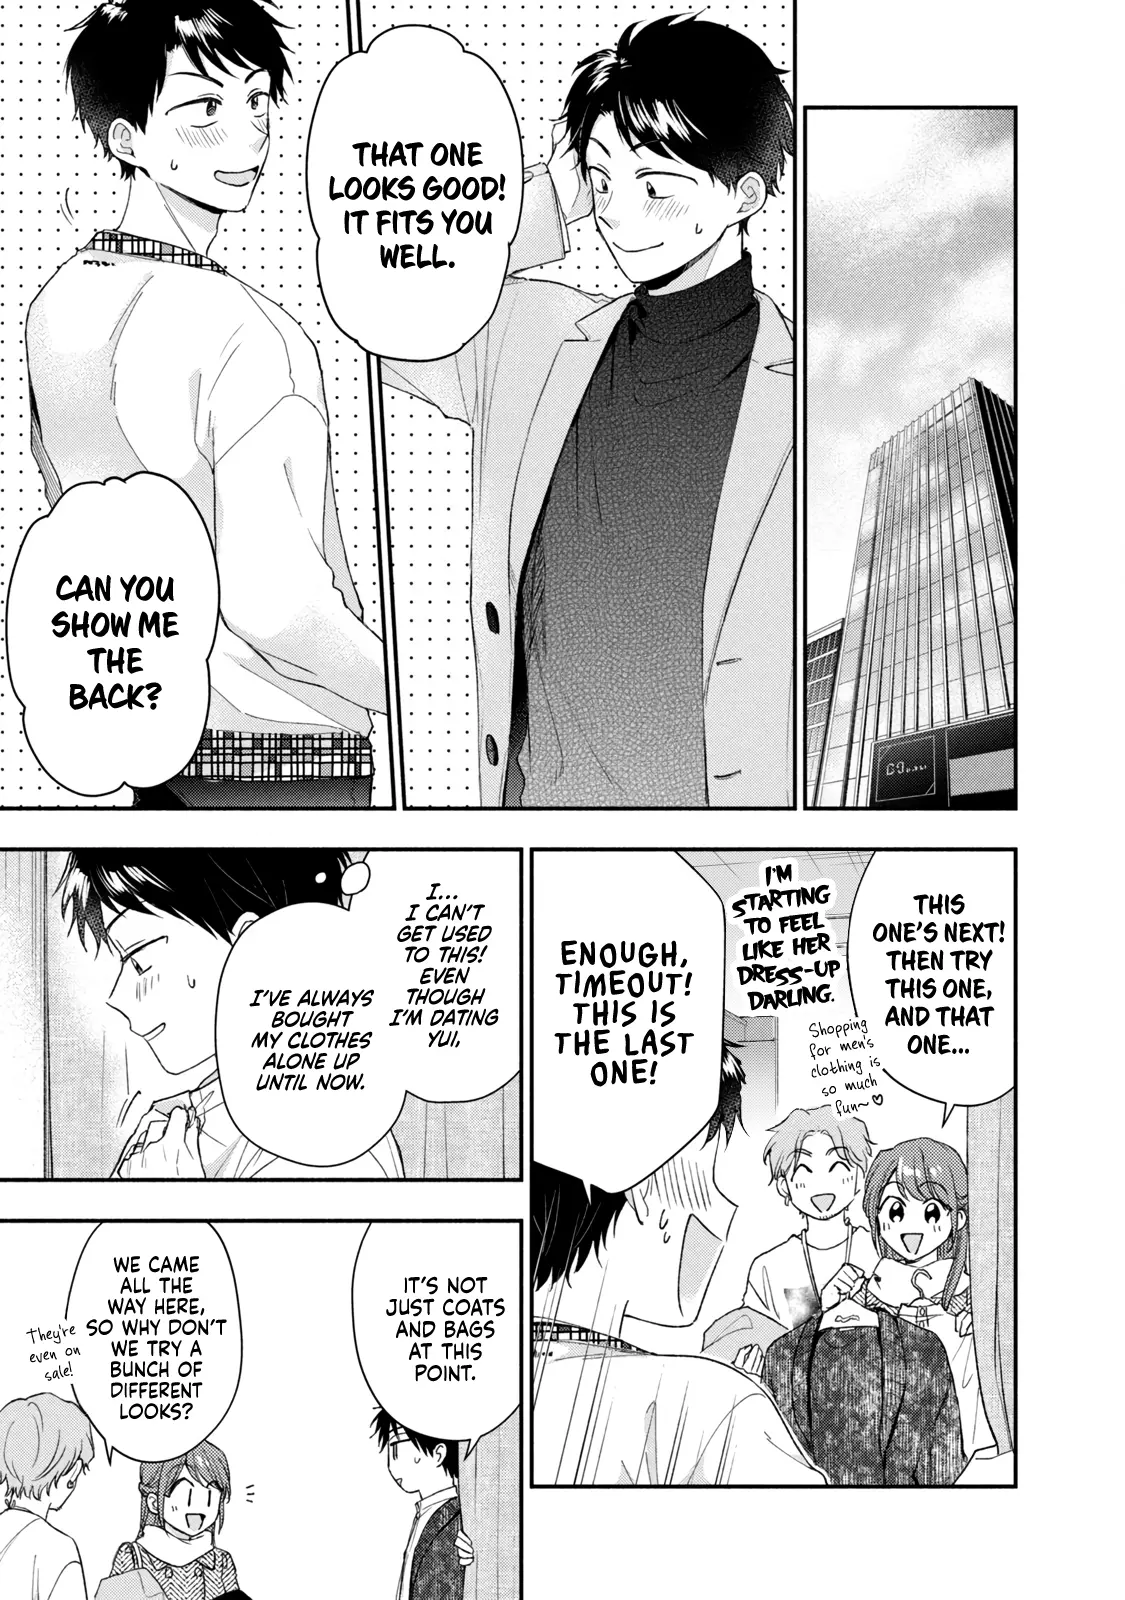 THAT ONE
LOOKS GOOD!
IT FITS YOU
WELL.
CAN YOU
SHOW ME
THE
BACK?
THIS
ONE'S NEXT!
THEN TRY
THIS ONE,
AND THAT
ONE...
Shopping
for men's
clothing is
so much
fun~♡
I'M
STARTING
TO FEEL
LIKE HER
DRESS-UP
DARLING.
ENOUGH,
TIMEOUT!
THIS IS
THE LAST
ONE!
I...
I CAN'T
GET USED
TO THIS!
EVEN
THOUGH
I'M DATING
YUI,
I'VE ALWAYS
BOUGHT
MY CLOTHES
ALONE UP
UNTIL NOW.
IT'S NOT
JUST COATS
AND BAGS
AT THIS
POINT.
WE CAME
ALL THE
WAY HERE,
SO WHY DON'T
WE TRY A
BUNCH OF
DIFFERENT
LOOKS?
They're
even on
sale!